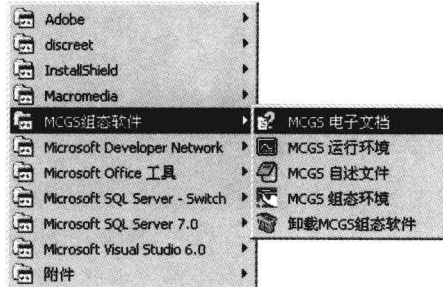 Adobe
discreet
InstallShield
Macromedia
MCGS组态软件
Microsoft Developer Network
Microsoft Office 工具
Microsoft SQL Server - Switch
Microsoft SQL Server 7.0
Microsoft Visual Studio 6.0
附件
MCGS 电子文档
MCGS 运行环境
MCGS 自述文件
MCGS 组态环境
卸载MCGS组态软件